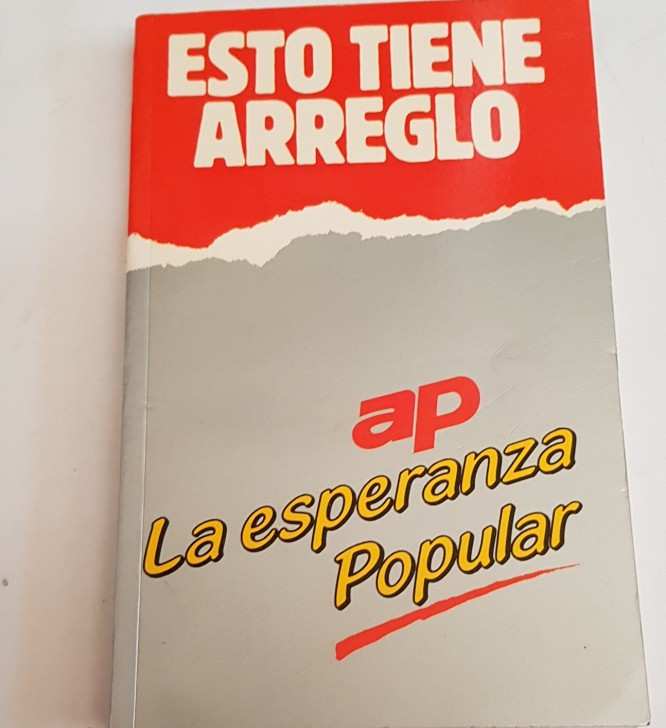 ESTO TIENE
ARREGLO
ap
La esperanza
Popular